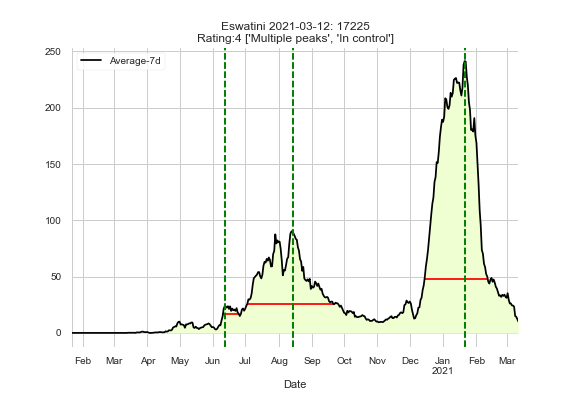 Eswatini 2021-03-12: 17225
Rating:4 ['Multiple peaks', 'In control']
Average-7d
250
200
150
100
50
0
Feb Mar Apr May Jun Jul Aug Sep Oct Nov Dec Jan Feb Mar
2021
Date